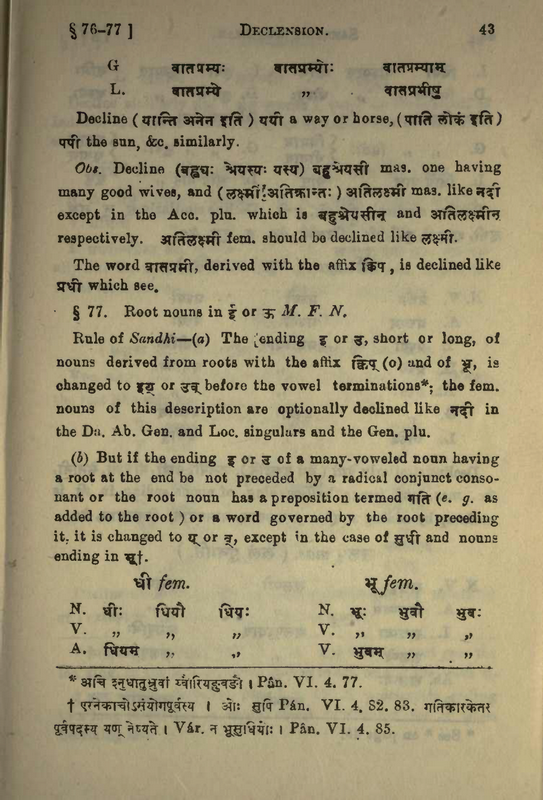 § 76-77 ] DECLENSION. 43
G वातप्रम्यः वातप्रम्योः वातप्रम्याम्
L. वातप्रम्ये ,, वातप्रमीषु
Decline ( यान्ति अनेन इति ) ययी a way or horse, ( पाति लोकं इति )
पपी the sun, &c. similarly.
Obs. Decline (बह्व्यः श्रेयस्यः यस्य) बहुश्रेयसी mas. one having
many good wives, and (लक्ष्मीं अतिक्रान्तः) अतिलक्ष्मी mas. like नदी
except in the Acc. plu. which is बहुश्रेयसीन् and अतिलक्ष्मीन्
respectively. अतिलक्ष्मी fem. should be declined like लक्ष्मी.
The word वातप्रमी, derived with the affix क्विप्, is declined like
प्रधी which see.
§ 77. Root nouns in ई or ऊ M. F. N.
Rule of Sandhi—(a) The ending इ or उ, short or long, of
nouns derived from roots with the affix क्विप् (o) and of भ्रू, is
changed to इय् or उव् before the vowel terminations*; the fem.
nouns of this description are optionally declined like नदी in
the Da. Ab. Gen. and Loc. singulars and the Gen. plu.
(b) But if the ending इ or उ of a many-voweled noun having
a root at the end be not preceded by a radical conjunct conso-
nant or the root noun has a preposition termed गति (e. g. as
added to the root ) or a word governed by the root preceding
it, it is changed to य् or व्, except in the case of सुधी and nouns
ending in भू†.
धी fem. भू fem.
N. धीः धियौ धियः N. भूः भुवौ भुवः
V. ,, ,, ,, V. ,, ,, ,,
A. धियम् ,, ,, V. भुवम् ,, ,,
* अचि श्नुधातुभ्रुवां य्वोरियङुवङौ । Pân. VI. 4. 77.
† एरनेकाचोऽसंयोगपूर्वस्य । ओः सुपि Pán. VI. 4. 82. 83. गतिकारकेतर
पूर्वपदस्य यण् नेष्यते । Vár. न भूसुधियोः । Pân. VI. 4. 85.